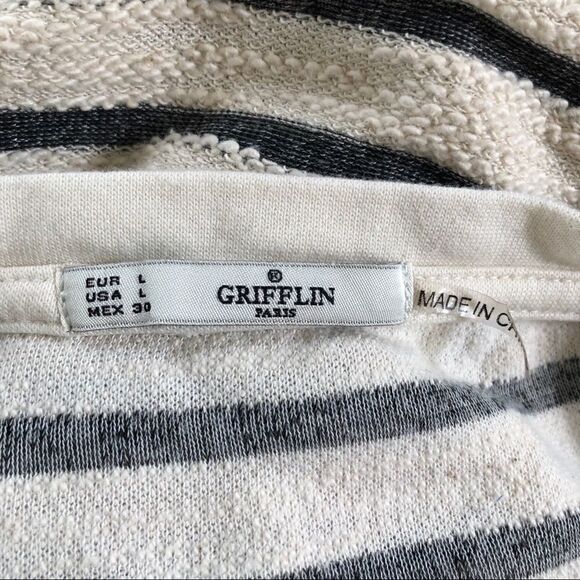 EUR L
USA L
MEX 30
®
GRIFFLIN
PARIS
MADE IN